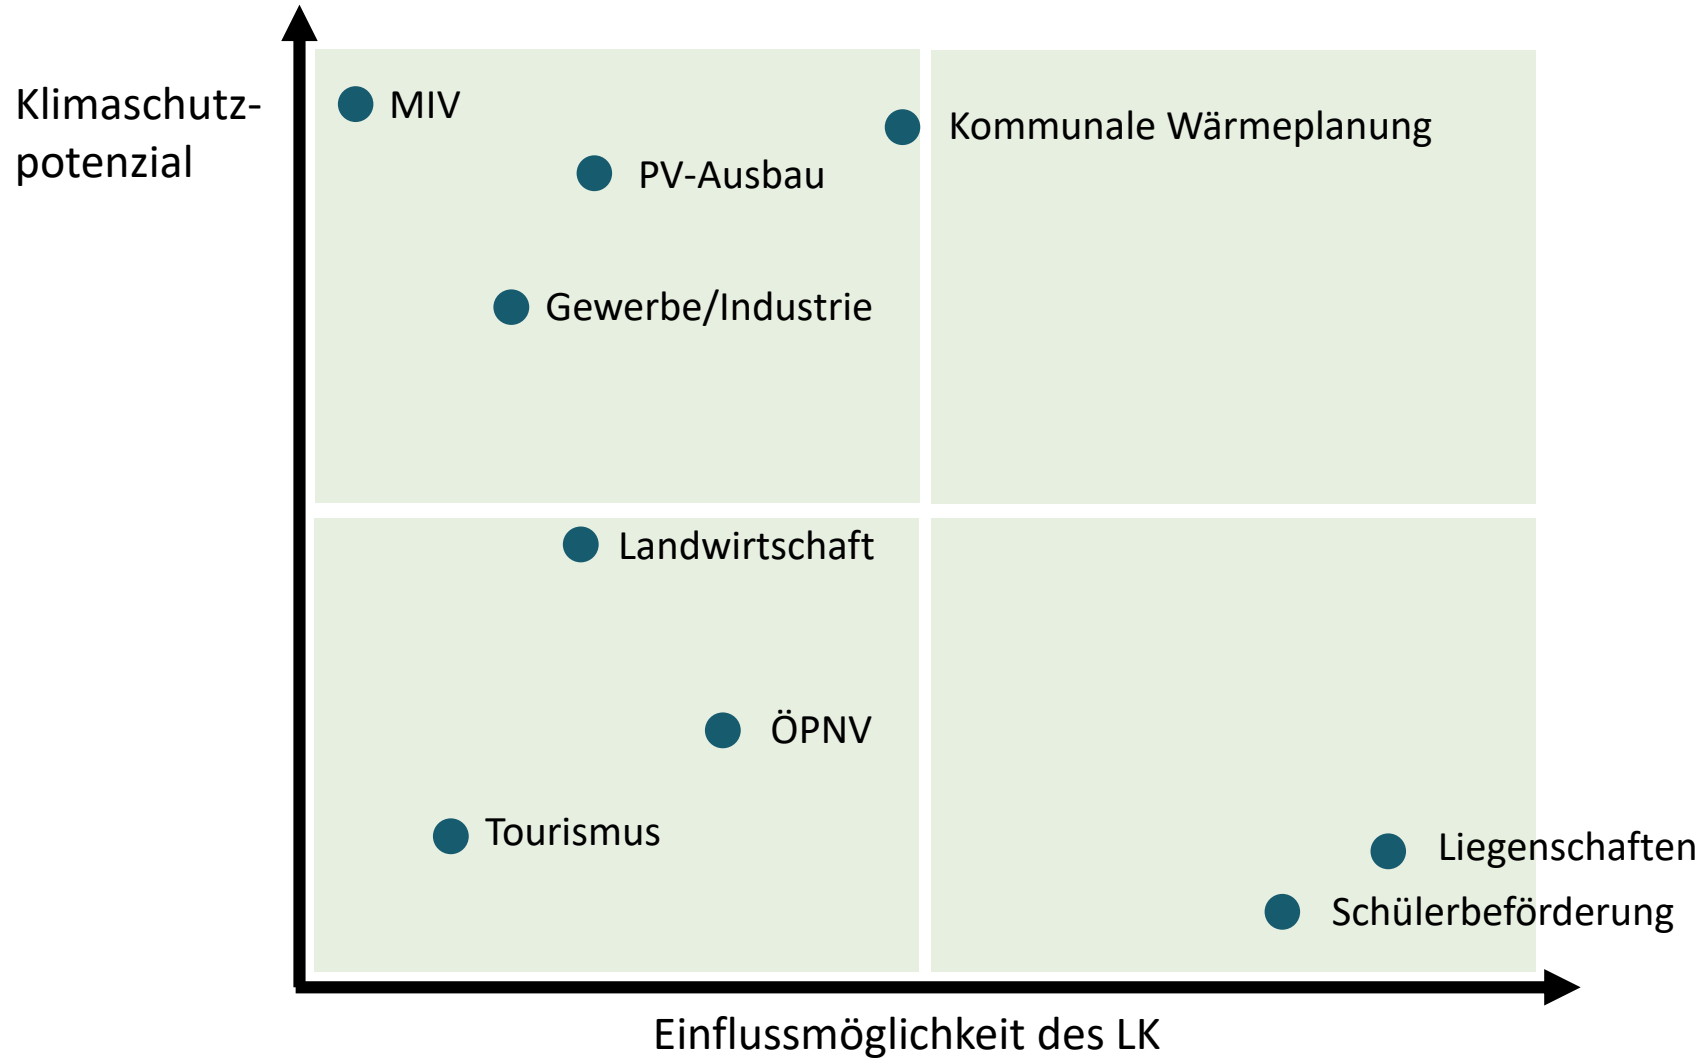 Klimaschutz-
potenzial
MIV
Kommunale Wärmeplanung
PV-Ausbau
Gewerbe/Industrie
Landwirtschaft
ÖPNV
Tourismus
Liegenschaften
Schülerbeförderung
Einflussmöglichkeit des LK